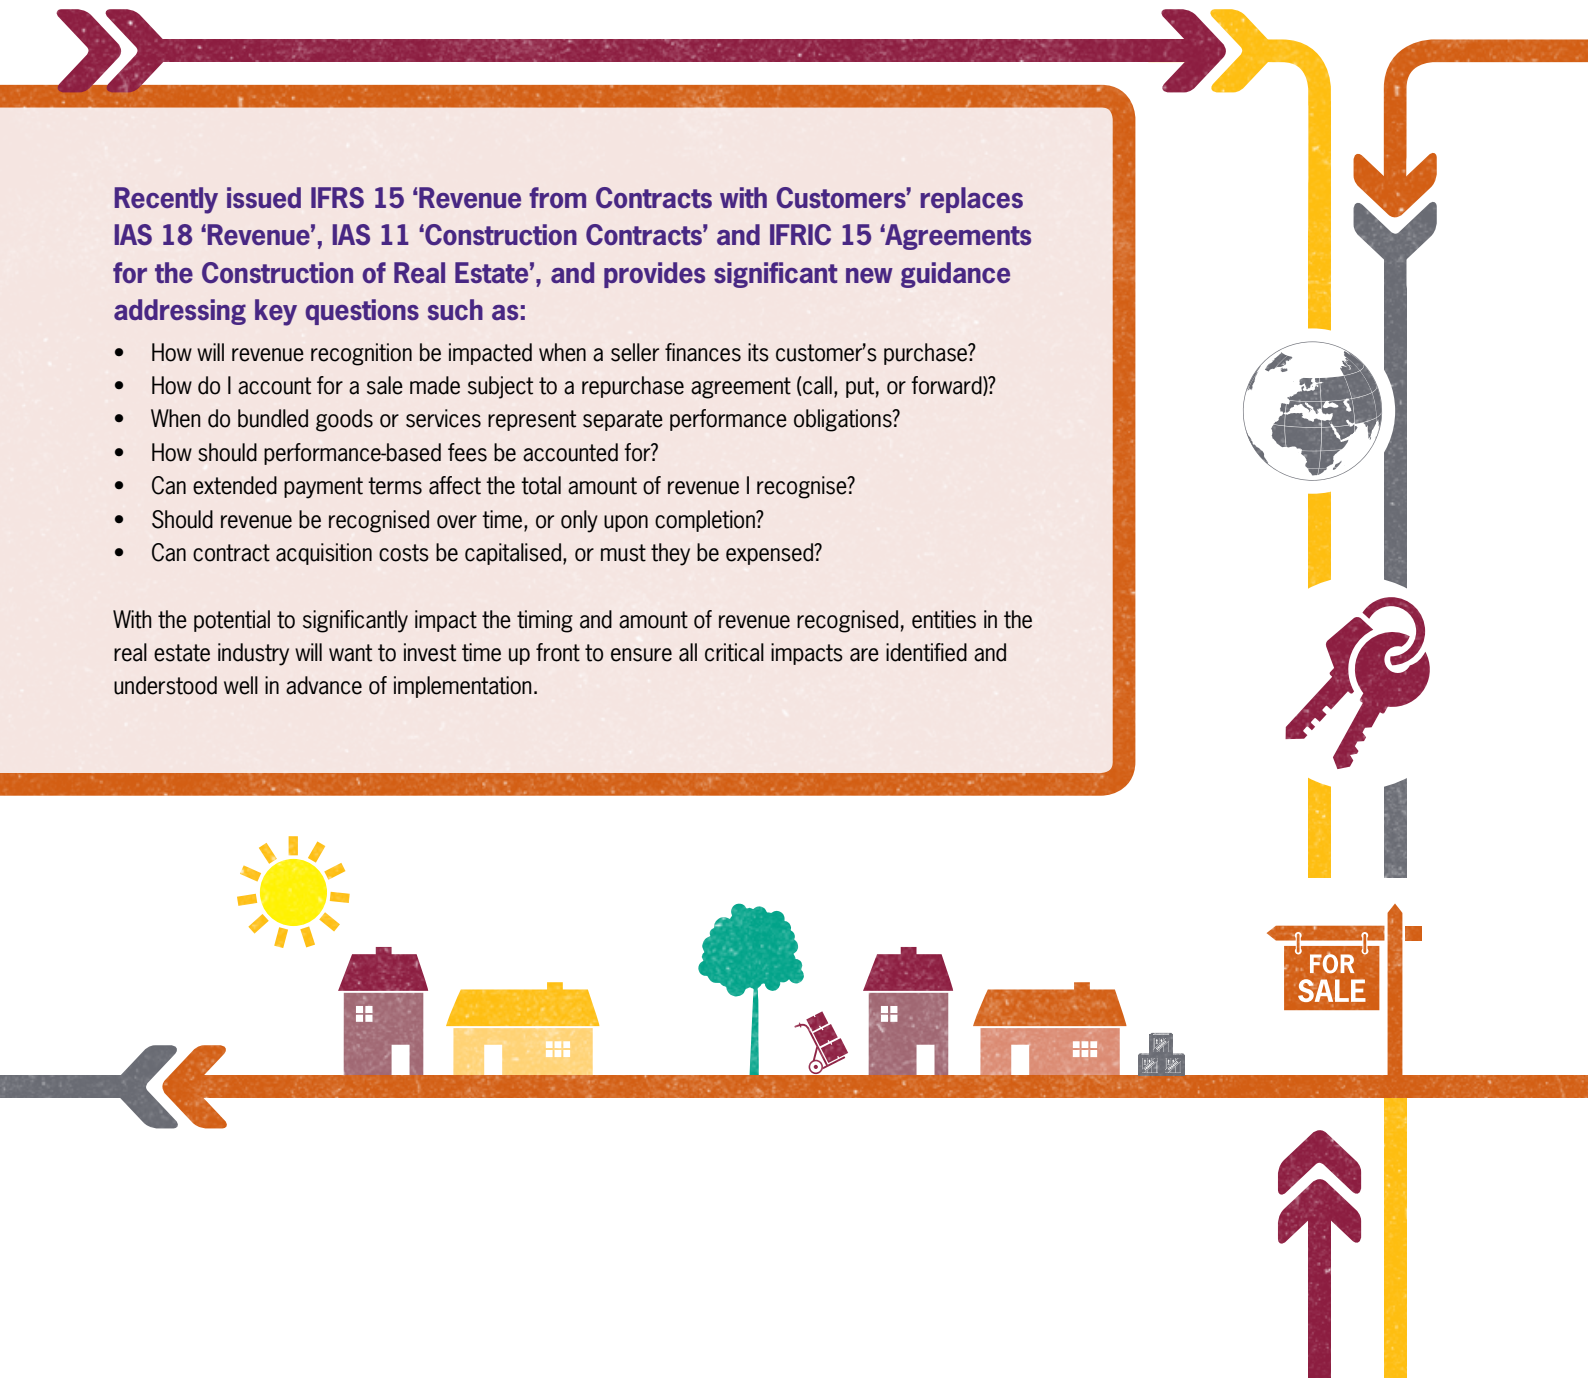 Recently issued IFRS 15 ‘Revenue from Contracts with Customers’ replaces
IAS 18 ‘Revenue’, IAS 11 ‘Construction Contracts’ and IFRIC 15 ‘Agreements
for the Construction of Real Estate’, and provides significant new guidance
addressing key questions such as:
• How will revenue recognition be impacted when a seller finances its customer’s purchase?
• How do I account for a sale made subject to a repurchase agreement (call, put, or forward)?
• When do bundled goods or services represent separate performance obligations?
• How should performance-based fees be accounted for?
• Can extended payment terms affect the total amount of revenue I recognise?
• Should revenue be recognised over time, or only upon completion?
• Can contract acquisition costs be capitalised, or must they be expensed?
With the potential to significantly impact the timing and amount of revenue recognised, entities in the
real estate industry will want to invest time up front to ensure all critical impacts are identified and
understood well in advance of implementation.
FOR
SALE